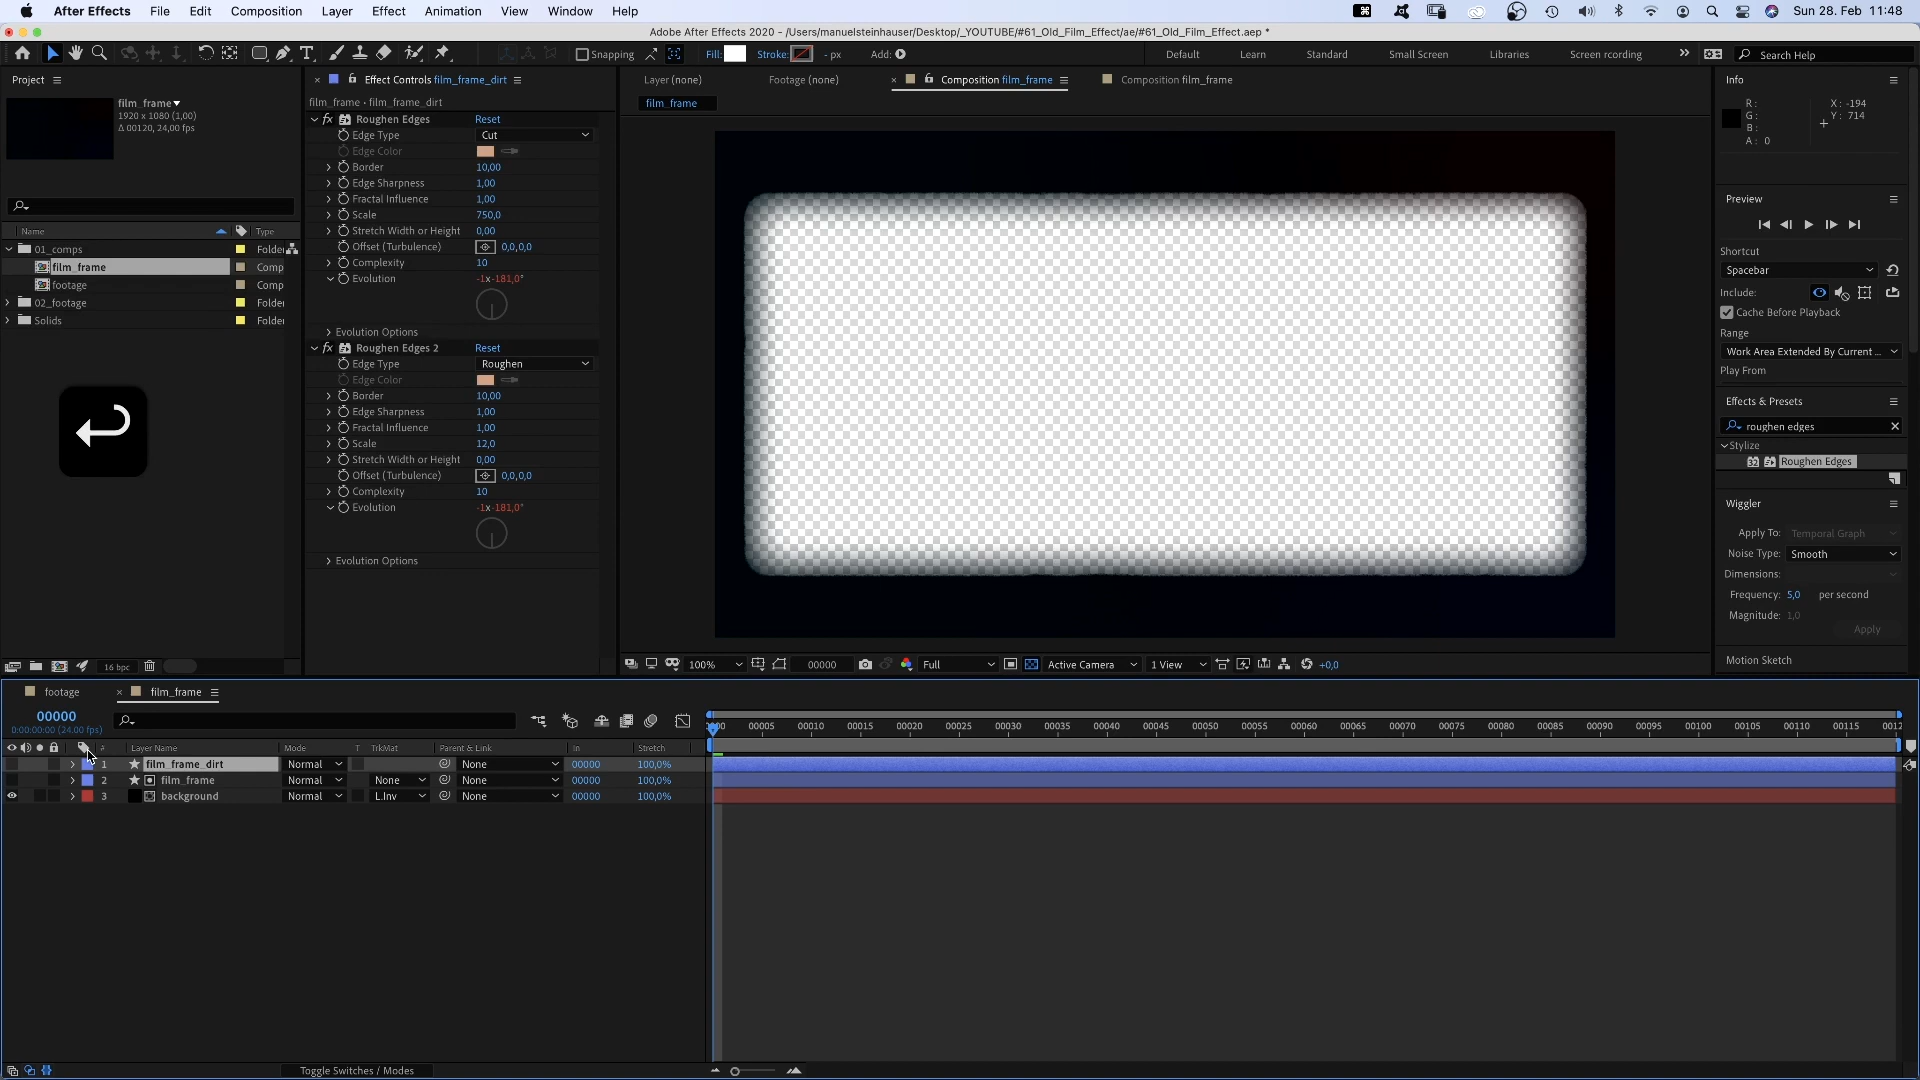 After Effects File Edit Composition Layer Effect Animation View Window Help Sun 28. Feb 11:48
Adobe After Effects 2020 - /Users/manuelsteinhauser/Desktop/_YOUTUBE/#61_Old_Film_Effect/ae/#61_Old_Film_Effect.aep *
Snapping Fill: Stroke: - px Add: Default Learn Standard Small Screen Libraries Screen rcording Search Help
Project
film_frame
1920 x 1080 (1,00)
Δ 00120, 24,00 fps
Name Type
01_comps Folder
film_frame Comp
footage Comp
02_footage Folder
Solids Folder
16 bpc
Effect Controls film_frame_dirt
film_frame • film_frame_dirt
fx Roughen Edges Reset
Edge Type Cut
Edge Color
Border 10,00
Edge Sharpness 1,00
Fractal Influence 1,00
Scale 750,0
Stretch Width or Height 0,00
Offset (Turbulence) 0,0,0,0
Complexity 10
Evolution -1x-181,0°
Evolution Options
fx Roughen Edges 2 Reset
Edge Type Roughen
Edge Color
Border 10,00
Edge Sharpness 1,00
Fractal Influence 1,00
Scale 12,0
Stretch Width or Height 0,00
Offset (Turbulence) 0,0,0,0
Complexity 10
Evolution -1x-181,0°
Evolution Options
Layer (none) Footage (none) Composition film_frame Composition film_frame
film_frame
100% 00000 Full Active Camera 1 View +0,0
Info
R: X: -194
G: Y: 714
B:
A: 0
Preview
Shortcut
Spacebar
Include:
Cache Before Playback
Range
Work Area Extended By Current ...
Play From
Effects & Presets
roughen edges
Stylize
32 Roughen Edges
Wiggler
Apply To: Temporal Graph
Noise Type: Smooth
Dimensions:
Frequency: 5,0 per second
Magnitude: 1,0
Apply
Motion Sketch
footage film_frame
00000
0:00:00:00 (24.00 fps)
00005 00010 00015 00020 00025 00030 00035 00040 00045 00050 00055 00060 00065 00070 00075 00080 00085 00090 00095 00100 00105 00110 00115
# Layer Name Mode T TrkMat Parent & Link In Stretch
1 film_frame_dirt Normal None 00000 100,0%
2 film_frame Normal None None 00000 100,0%
3 background Normal L.Inv None 00000 100,0%
Toggle Switches / Modes